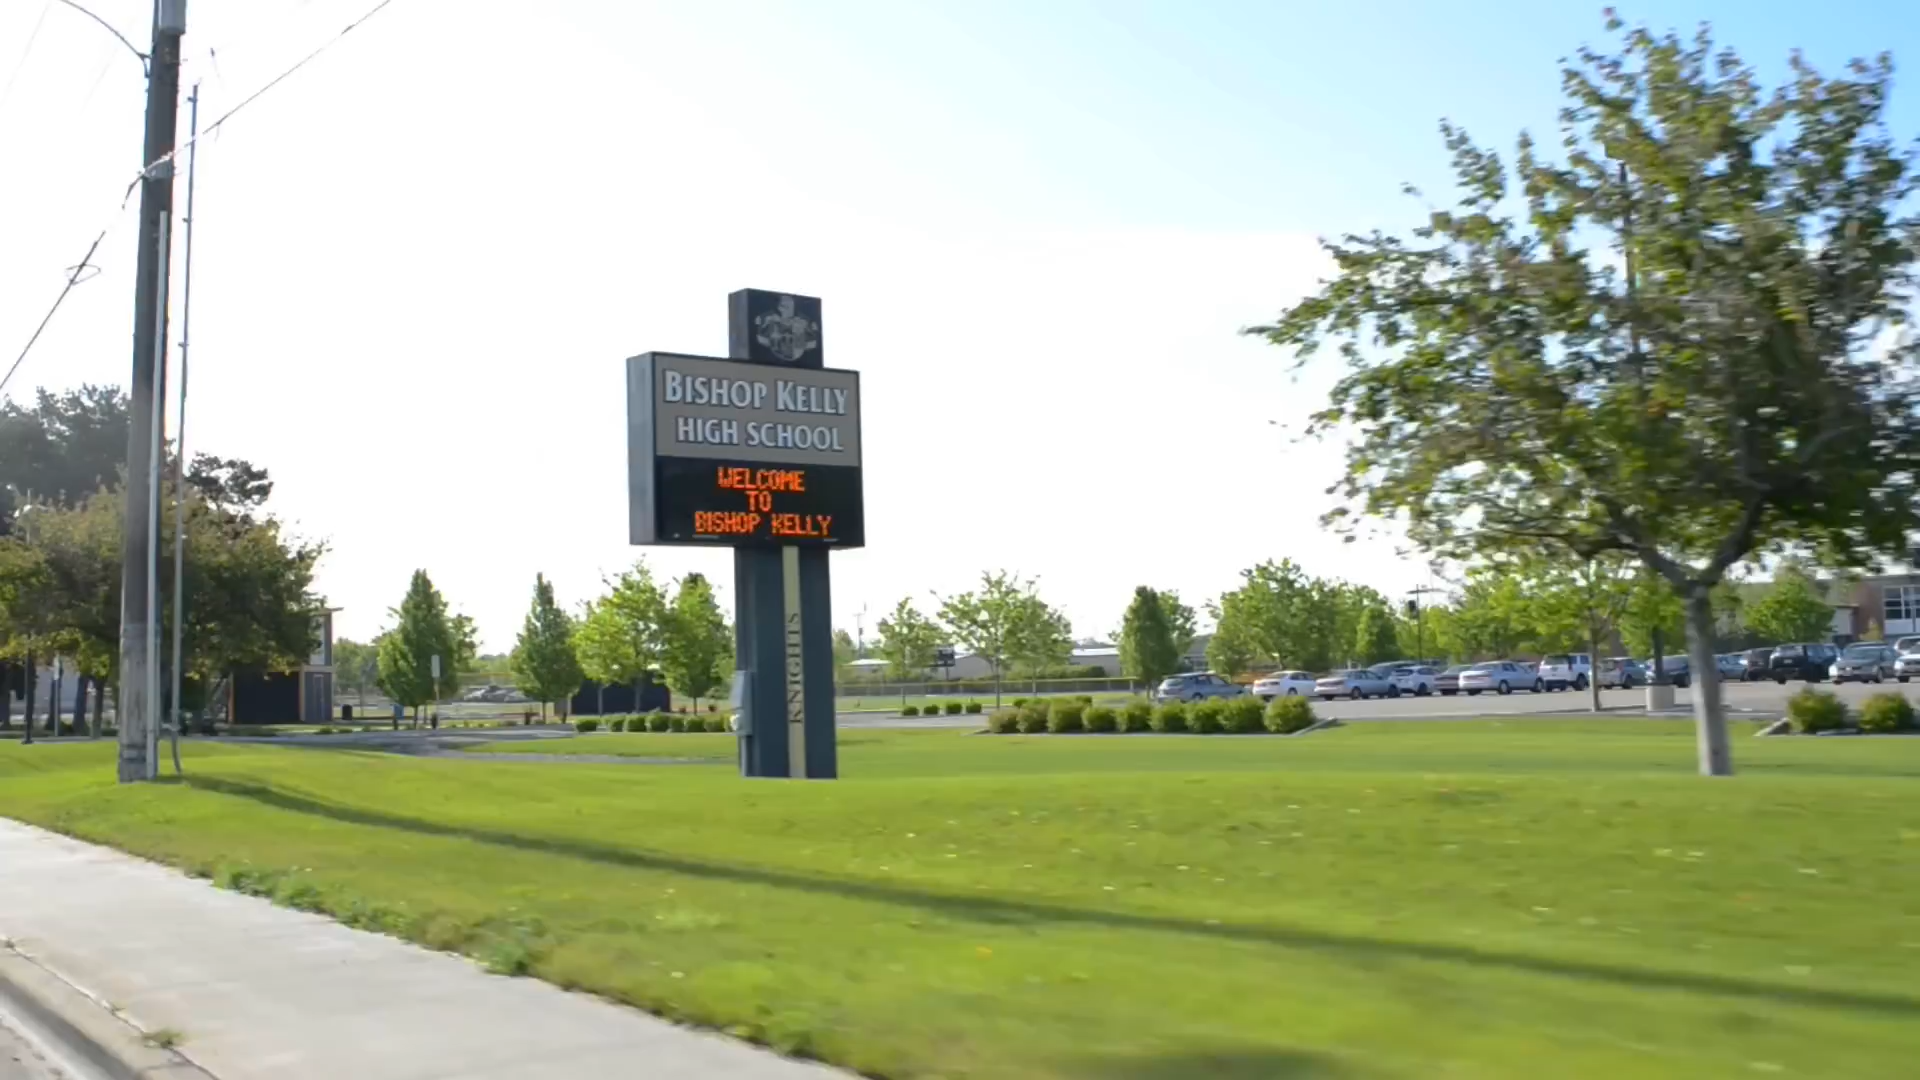 BISHOP KELLY
HIGH SCHOOL
WELCOME
TO
BISHOP KELLY
KNIGHTS